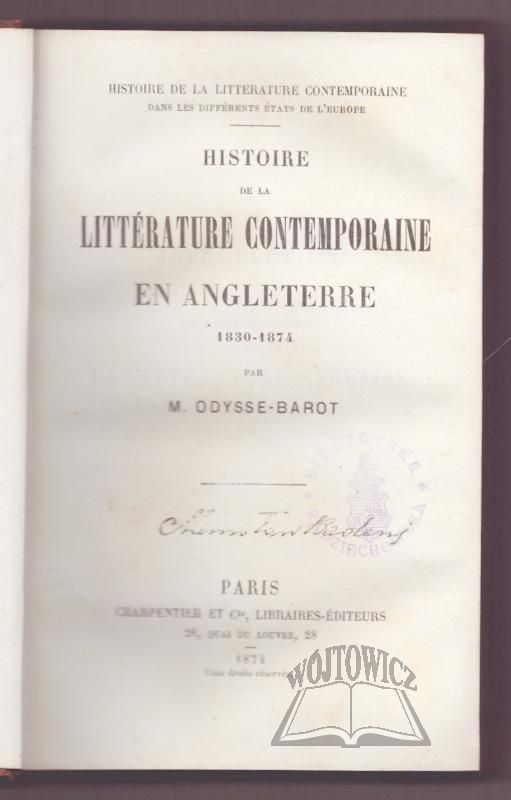 HISTOIRE DE LA LITTÉRATURE CONTEMPORAINE
DANS LES DIFFÉRENTS ÉTATS DE L'EUROPE
HISTOIRE
DE LA
LITTÉRATURE CONTEMPORAINE
EN ANGLETERRE
1830-1874
PAR
M. ODYSSE-BAROT
BIBLIOTEKA
PARIS
CHARPENTIER ET Cie, LIBRAIRES-ÉDITEURS
28, QUAI DU LOUVRE, 28
1874
Tous droits réservés
WÓJTOWICZ